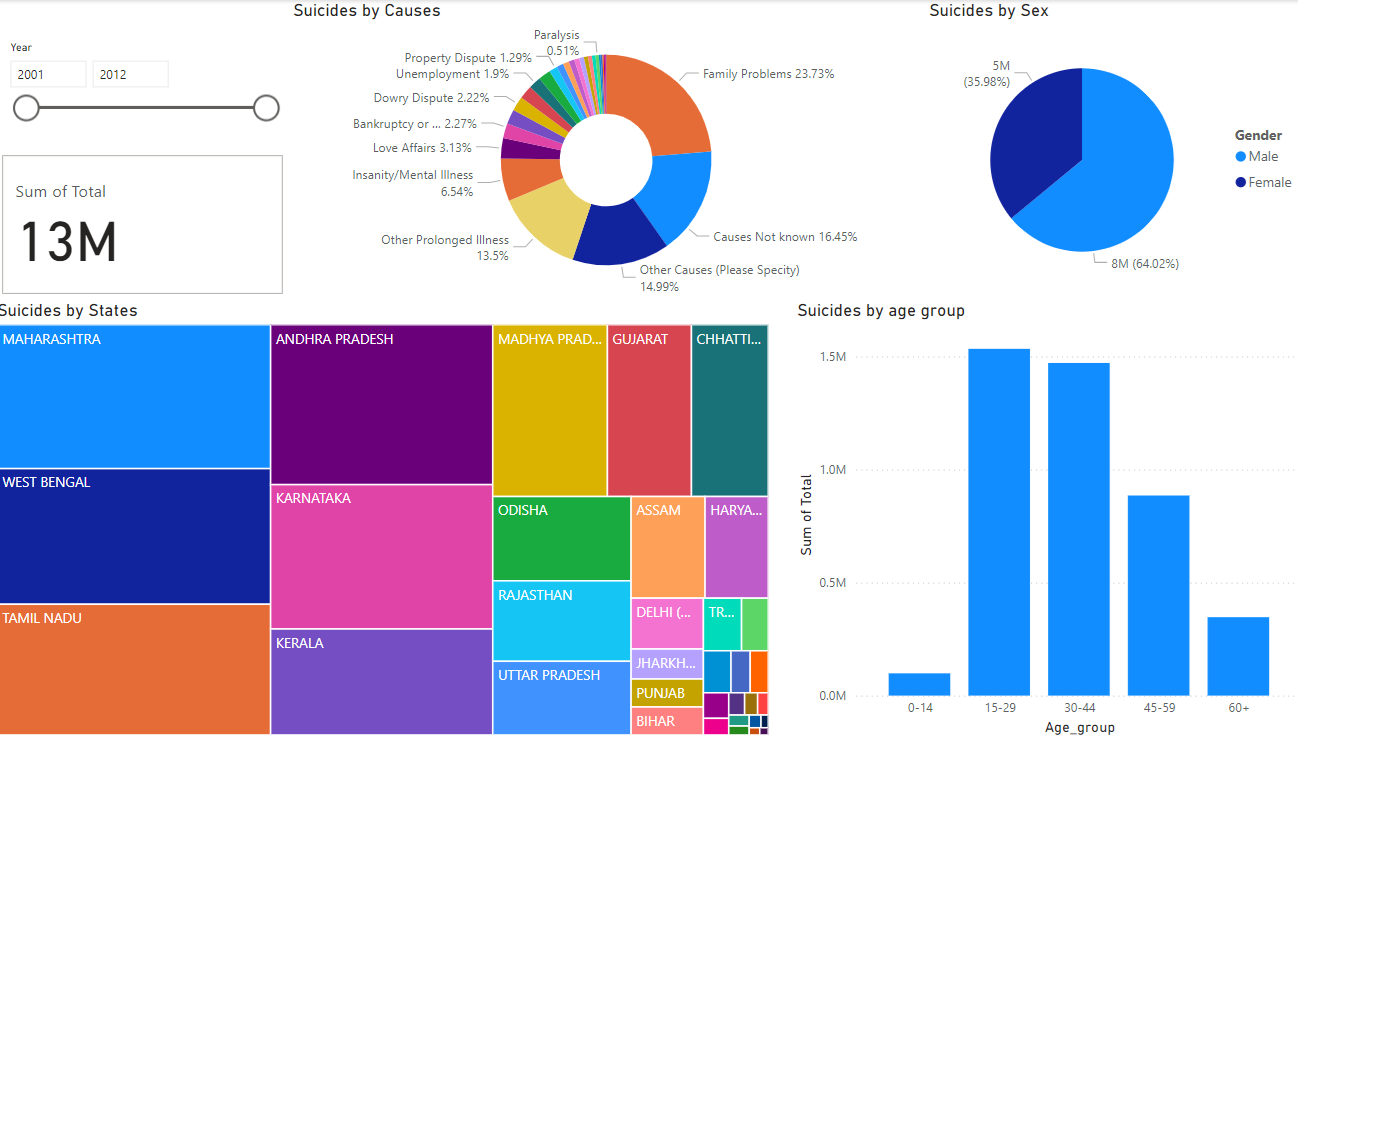 Suicides by Causes
Suicides by Sex
Year
2001
2012
Sum of Total
13M
Paralysis
0.51%
Property Dispute 1.29%
Unemployment 1.9%
Dowry Dispute 2.22%
Bankruptcy or ... 2.27%
Love Affairs 3.13%
Insanity/Mental Illness
6.54%
Other Prolonged Illness
13.5%
Family Problems 23.73%
Causes Not known 16.45%
Other Causes (Please Specity)
14.99%
5M
(35.98%)
8M (64.02%)
Gender
Male
Female
Suicides by States
MAHARASHTRA
WEST BENGAL
TAMIL NADU
ANDHRA PRADESH
KARNATAKA
KERALA
MADHYA PRAD...
GUJARAT
CHHATTI...
ODISHA
RAJASTHAN
UTTAR PRADESH
ASSAM
HARYA...
DELHI (...
TR...
JHARKH...
PUNJAB
BIHAR
Suicides by age group
Sum of Total
1.5M
1.0M
0.5M
0.0M
0-14
15-29
30-44
45-59
60+
Age_group